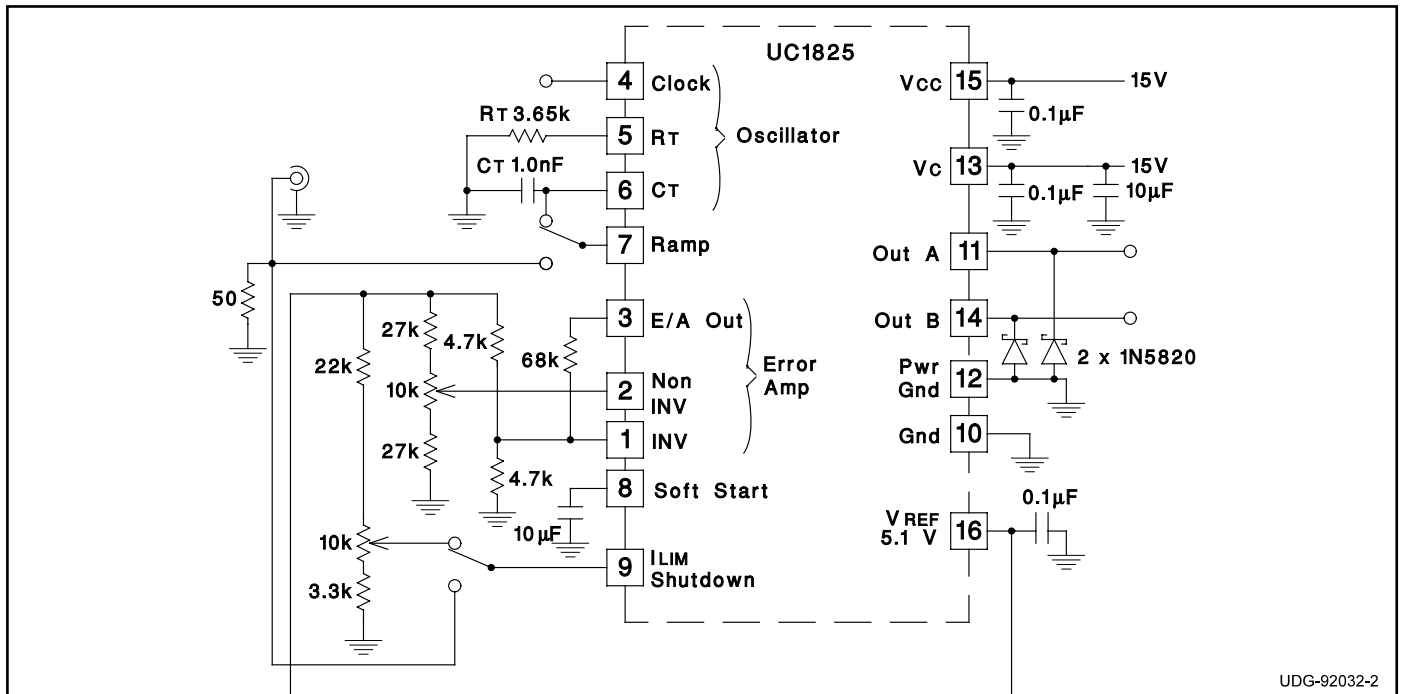 UC1825
4 Clock
RT 3.65k
5 RT
Oscillator
CT 1.0nF
6 CT
7 Ramp
50
3 E/A Out
27k
4.7k
68k
22k
Error
Amp
10k
2 Non
INV
1 INV
27k
4.7k
8 Soft Start
10µF
10k
9 ILIM
Shutdown
3.3k
Vcc 15 15V
0.1µF
Vc 13 15V
0.1µF 10µF
Out A 11
Out B 14
2 x 1N5820
Pwr
Gnd 12
Gnd 10
0.1µF
VREF
5.1 V 16
UDG-92032-2